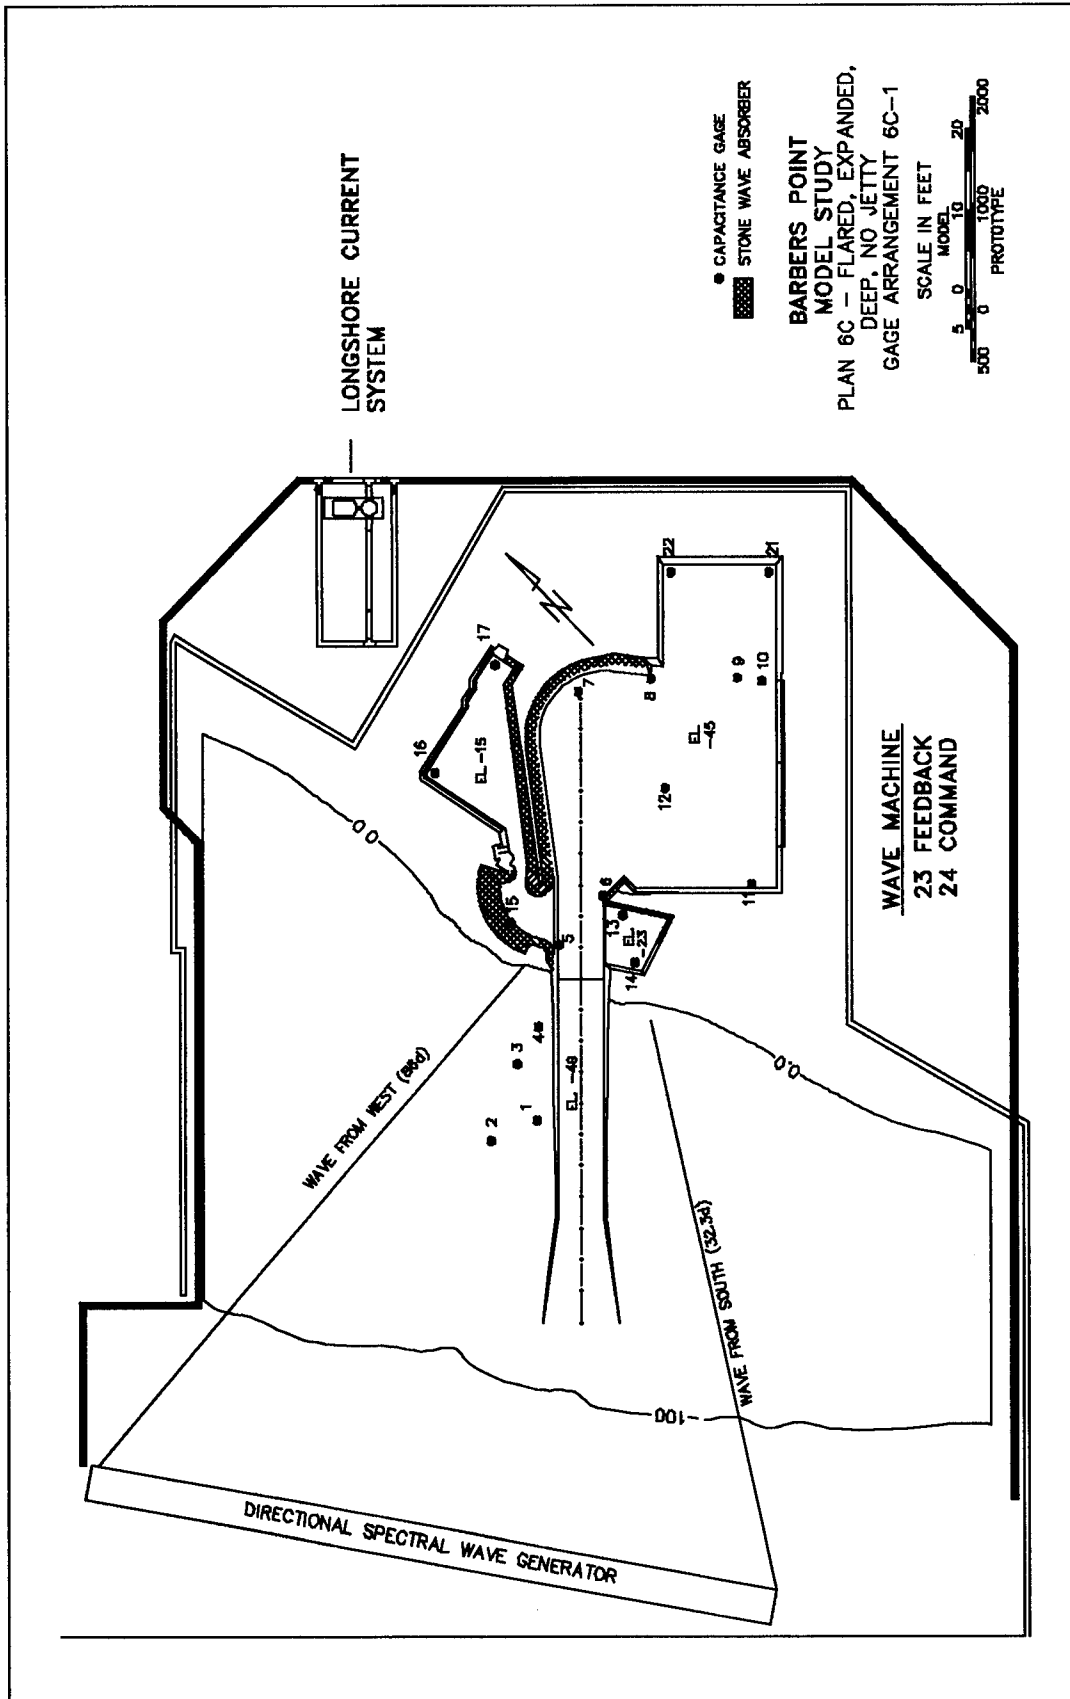 LONGSHORE CURRENT
SYSTEM
CAPACITANCE GAGE
STONE WAVE ABSORBER
BARBERS POINT
MODEL STUDY
PLAN 6C - FLARED, EXPANDED,
DEEP, NO JETTY
GAGE ARRANGEMENT 6C-1
SCALE IN FEET
MODEL
5 0 10 20
500 0 1000 2000
PROTOTYPE
N
17
16
EL -15
22
21
7
8
9
10
EL
-45
12
11
6
13
EL
-23
14
15
5
4
3
2
1
EL -49
0.0
0.0
-100
WAVE MACHINE
23 FEEDBACK
24 COMMAND
WAVE FROM WEST (86d)
WAVE FROM SOUTH (32.3d)
DIRECTIONAL SPECTRAL WAVE GENERATOR